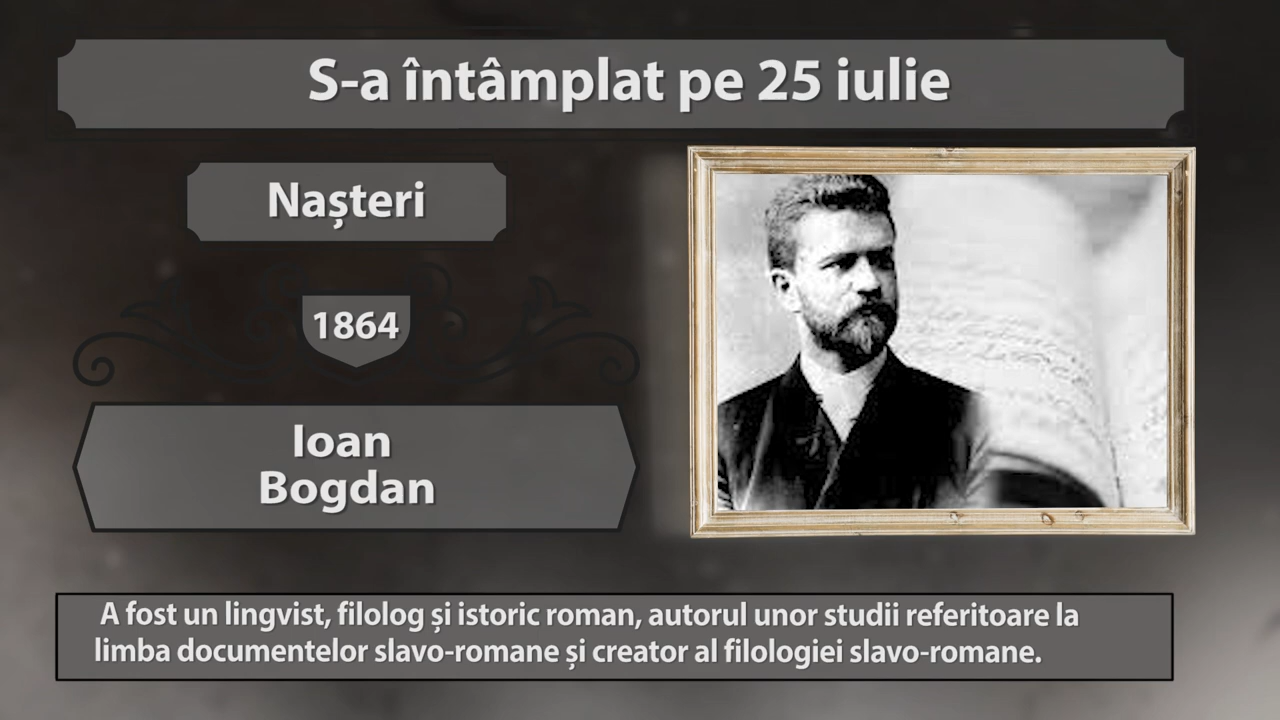 S-a întâmplat pe 25 iulie
Nașteri
1864
Ioan
Bogdan
A fost un lingvist, filolog și istoric roman, autorul unor studii referitoare la
limba documentelor slavo-romane și creator al filologiei slavo-romane.